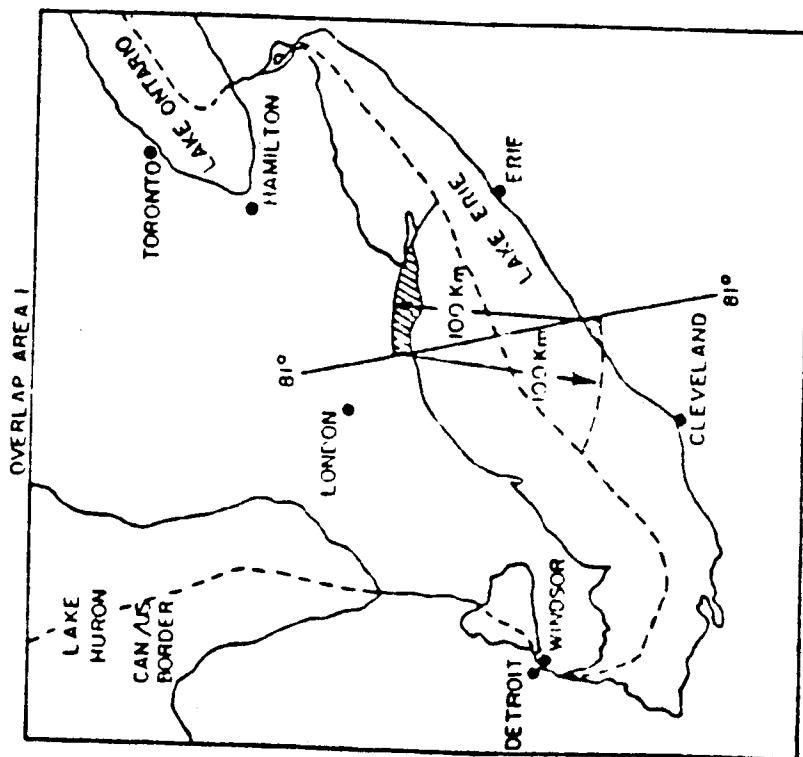 OVERLAP AREA I
LAKE
HURON
CAN/US,
BORDER
DETROIT
WINDSOR
LONDON
TORONTO
HAMILTON
LAKE ONTARIO
81°
100 Km
100 Km
LAKE ERIE
ERIE
CLEVELAND
81°